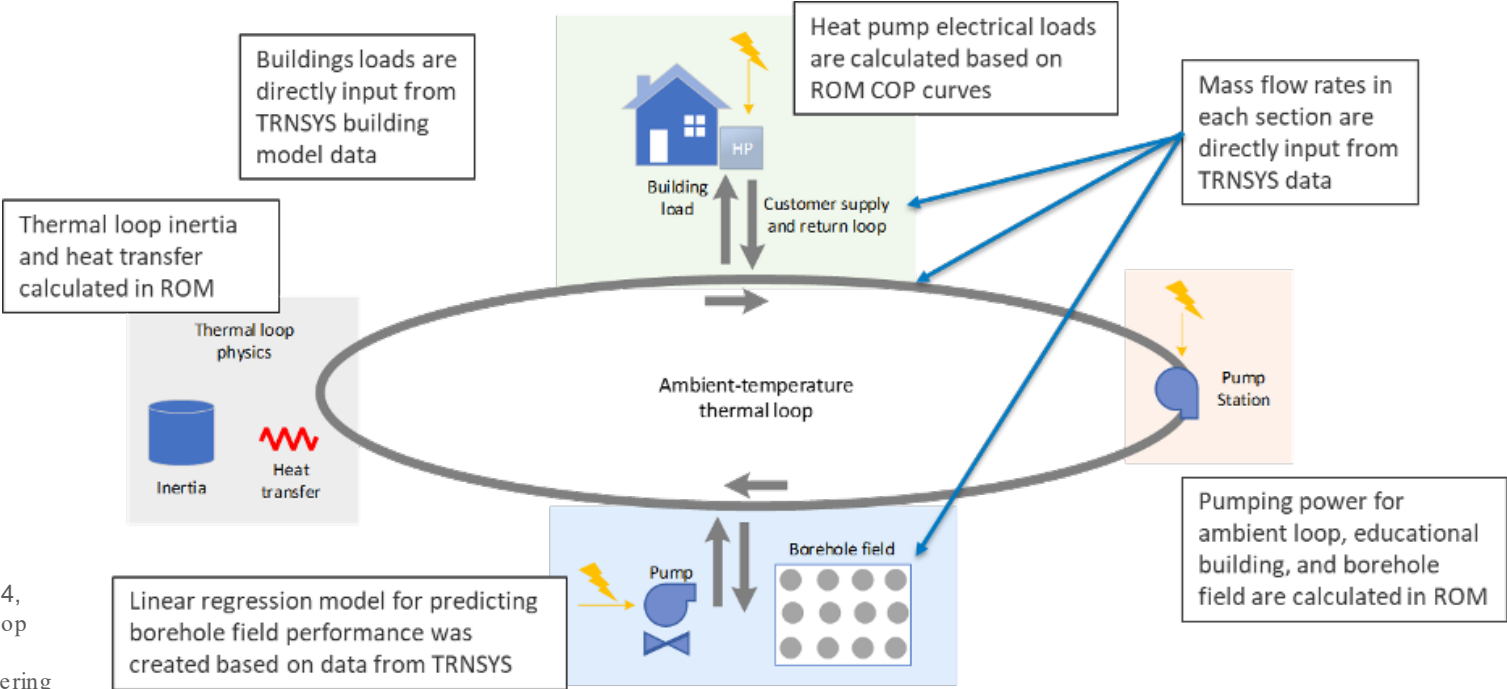 Heat pump electrical loads
are calculated based on
ROM COP curves
Buildings loads are
directly input from
TRNSYS building
model data
Mass flow rates in
each section are
directly input from
TRNSYS data
HP
Building
load
Customer supply
and return loop
Thermal loop inertia
and heat transfer
calculated in ROM
Thermal loop
physics
Inertia
Heat
transfer
Ambient-temperature
thermal loop
Pump
Station
Pumping power for
ambient loop, educational
building, and borehole
field are calculated in ROM
Borehole field
Pump
Linear regression model for predicting
borehole field performance was
created based on data from TRNSYS
4,
op
ering